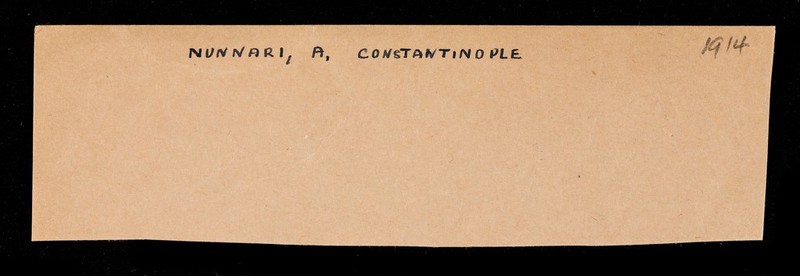 NUNNARI, A, CONSTANTINOPLE
1914